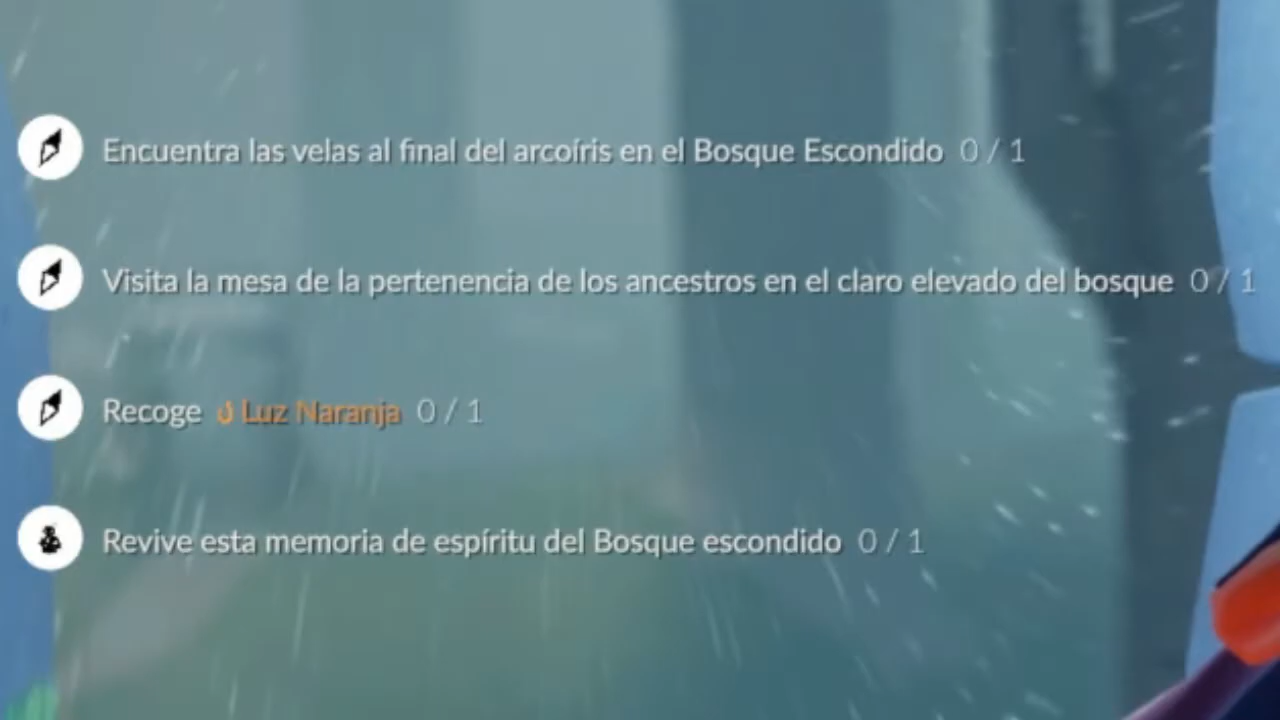 Encuentra las velas al final del arcoíris en el Bosque Escondido 0 / 1
Visita la mesa de la pertenencia de los ancestros en el claro elevado del bosque 0 / 1
Recoge Luz Naranja 0 / 1
Revive esta memoria de espíritu del Bosque escondido 0 / 1